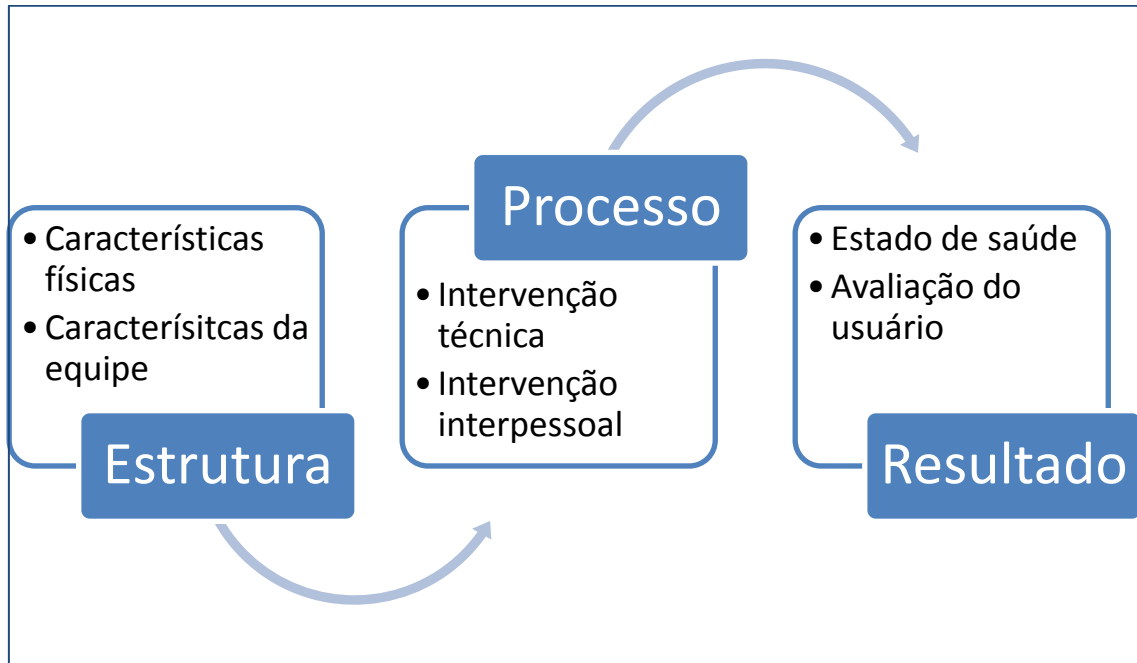 • Características
físicas
• Caracterísitcas da
equipe
Estrutura
Processo
• Intervenção
técnica
• Intervenção
interpessoal
• Estado de saúde
• Avaliação do
usuário
Resultado